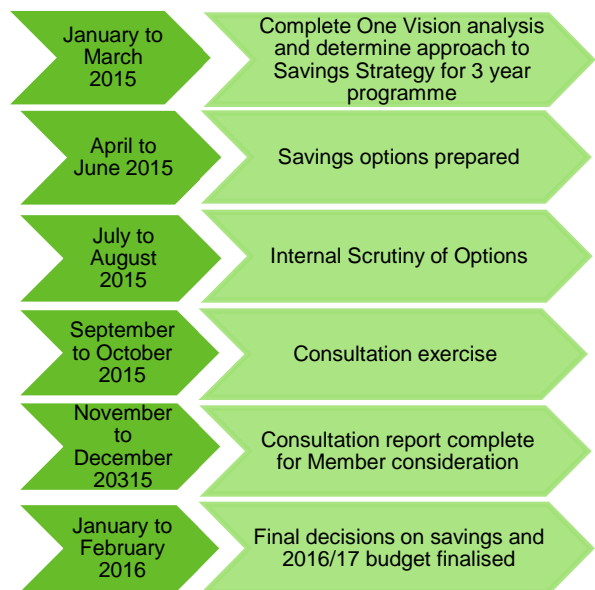 January to
March
2015
Complete One Vision analysis
and determine approach to
Savings Strategy for 3 year
programme
April to
June 2015
Savings options prepared
July to
August
2015
Internal Scrutiny of Options
September
to October
2015
Consultation exercise
November
to
December
20315
Consultation report complete
for Member consideration
January to
February
2016
Final decisions on savings and
2016/17 budget finalised